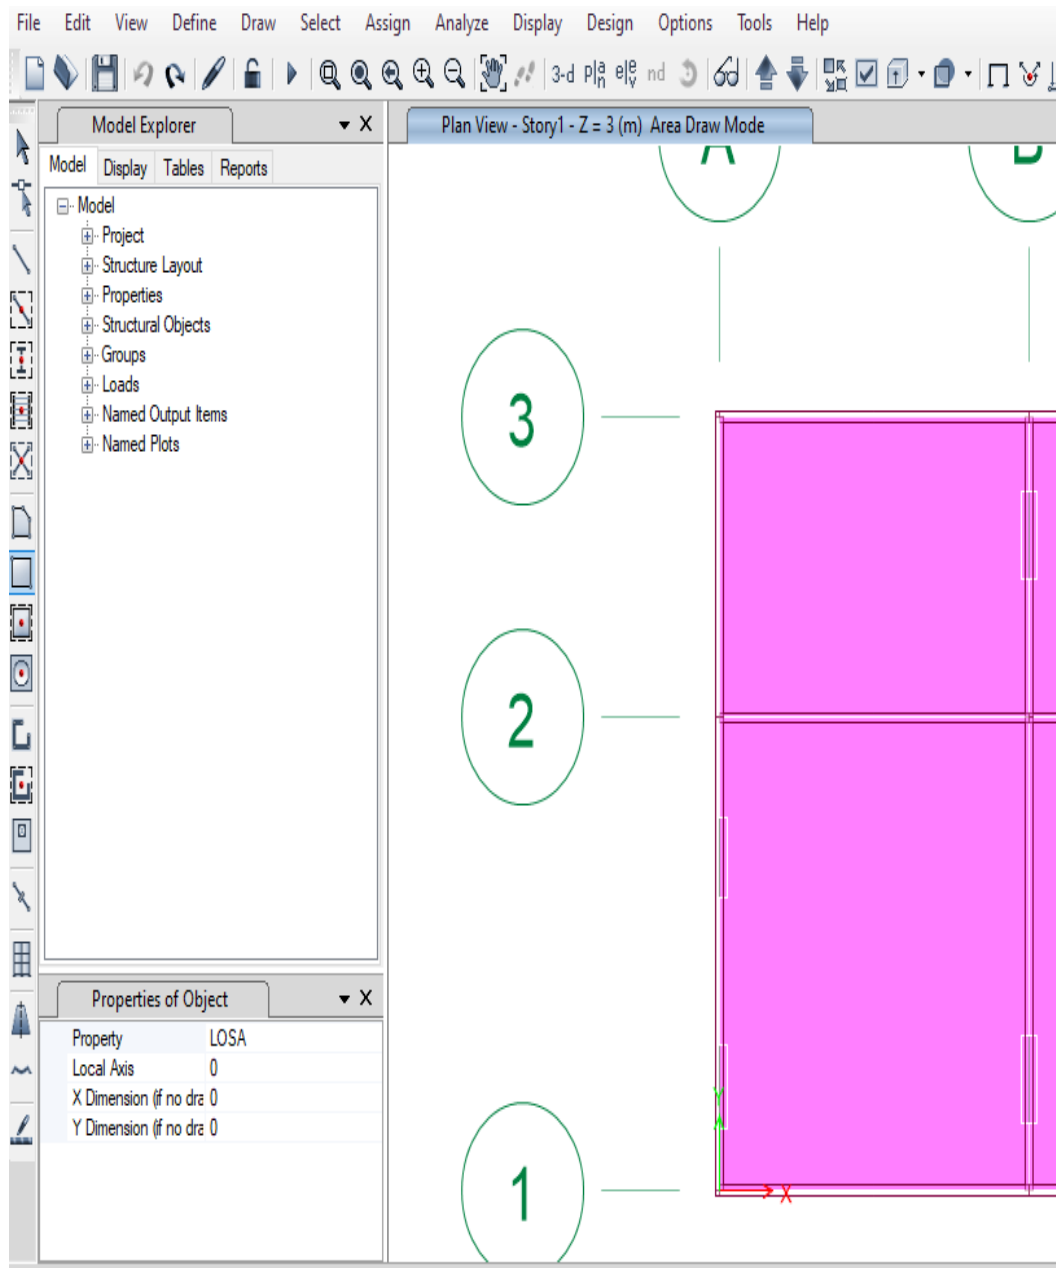 File Edit View Define Draw Select Assign Analyze Display Design Options Tools Help
3-d pla n ele v nd
Model Explorer X
Plan View - Story1 - Z = 3 (m) Area Draw Mode
Model Display Tables Reports
A B
Model
Project
Structure Layout
Properties
Structural Objects
Groups
Loads
Named Output Items
Named Plots
3
2
Properties of Object X
Property LOSA
Local Axis 0
X Dimension (if no dra 0
Y Dimension (if no dra 0
Y
X
1